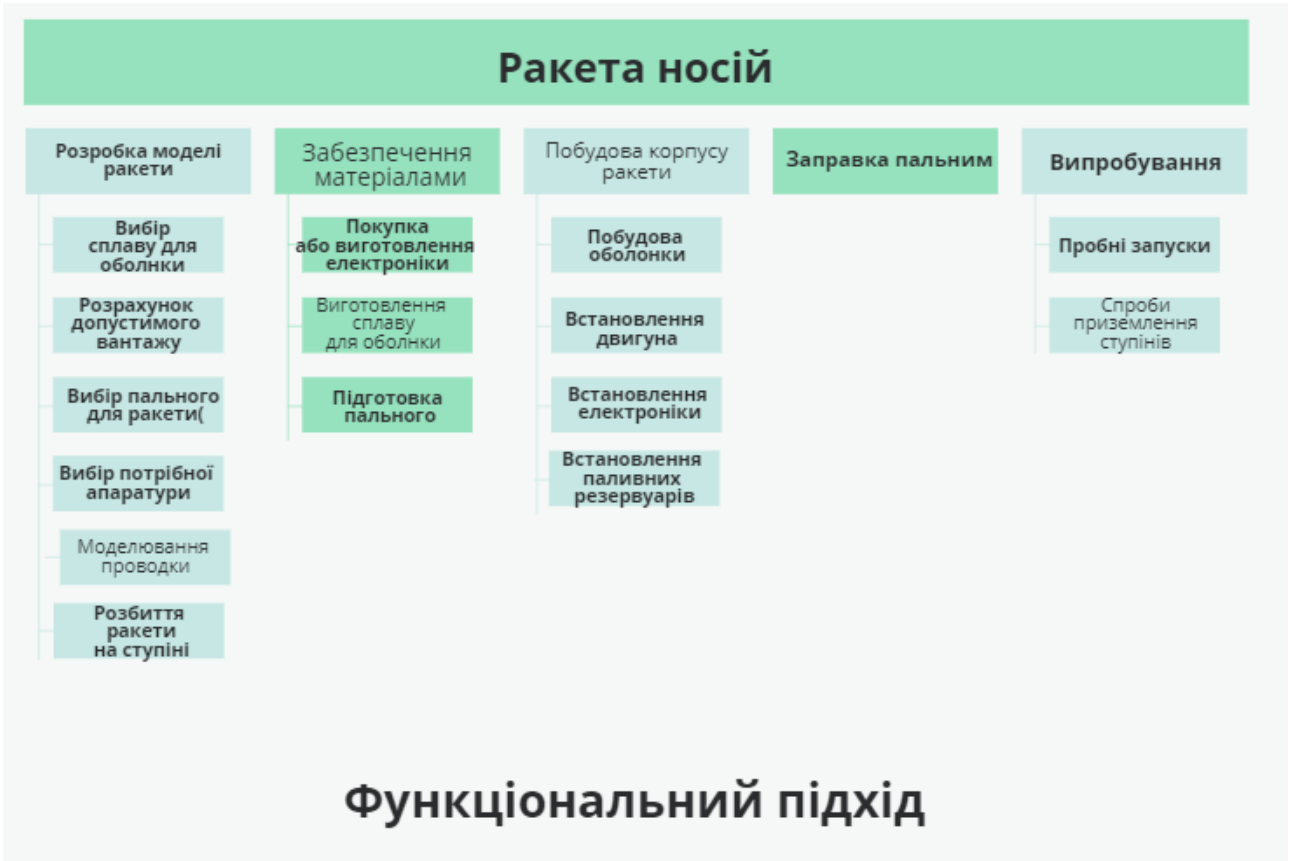 Ракета носій
Розробка моделі
ракети
Вибір
сплаву для
оболнки
Розрахунок
допустимого
вантажу
Вибір пального
для ракети(
Вибір потрібної
апаратури
Моделювання
проводки
Розбиття
ракети
на ступіні
Забезпечення
матеріалами
Покупка
або виготовлення
електроніки
Виготовлення
сплаву
для оболнки
Підготовка
пального
Побудова корпусу
ракети
Побудова
оболонки
Встановлення
двигуна
Встановлення
електроніки
Встановлення
паливних
резервуарів
Заправка пальним
Випробування
Пробні запуски
Спроби
приземлення
ступінів
Функціональний підхід